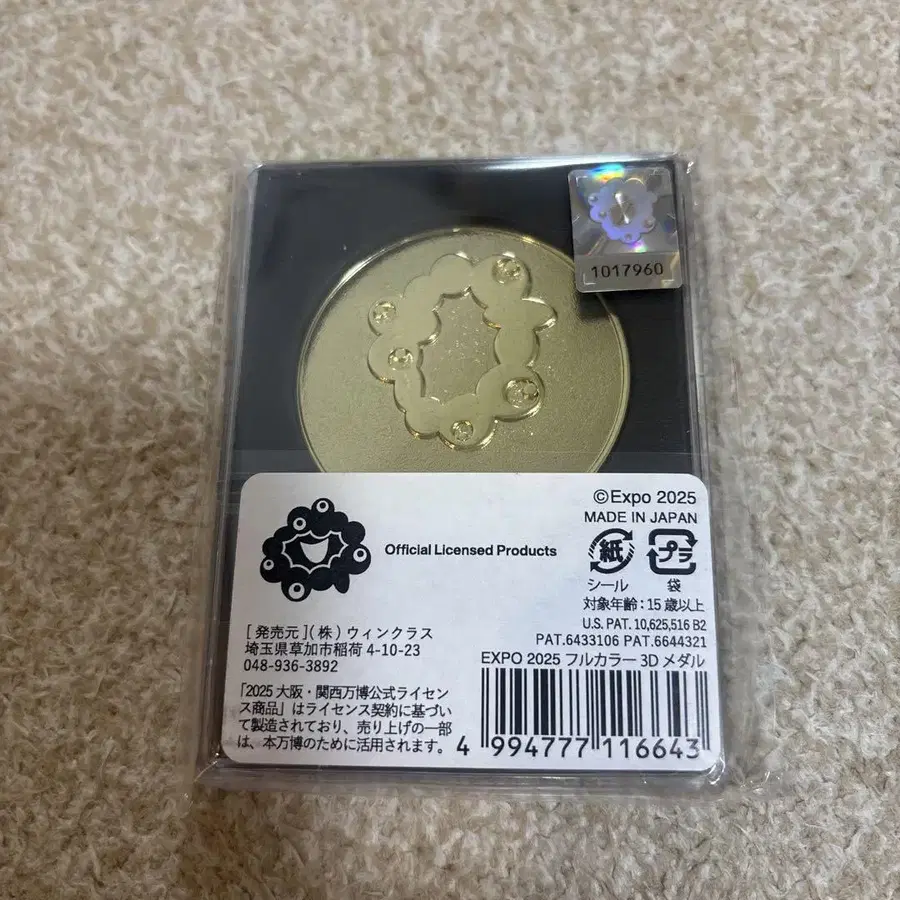 1017960
©Expo 2025
MADE IN JAPAN
Official Licensed Products
紙
プラ
シール
袋
対象年齢：15歳以上
U.S. PAT. 10,625,516 B2
PAT.6433106 PAT.6644321
EXPO 2025 フルカラー 3D メダル
[ 発売元 ](株) ウィンクラス
埼玉県草加市稲荷 4-10-23
048-936-3892
「2025 大阪・関西万博公式ライセン
ス商品」はライセンス契約に基づい
て製造されており、売り上げの一部
は、本万博のために活用されます。
4 994777 116643